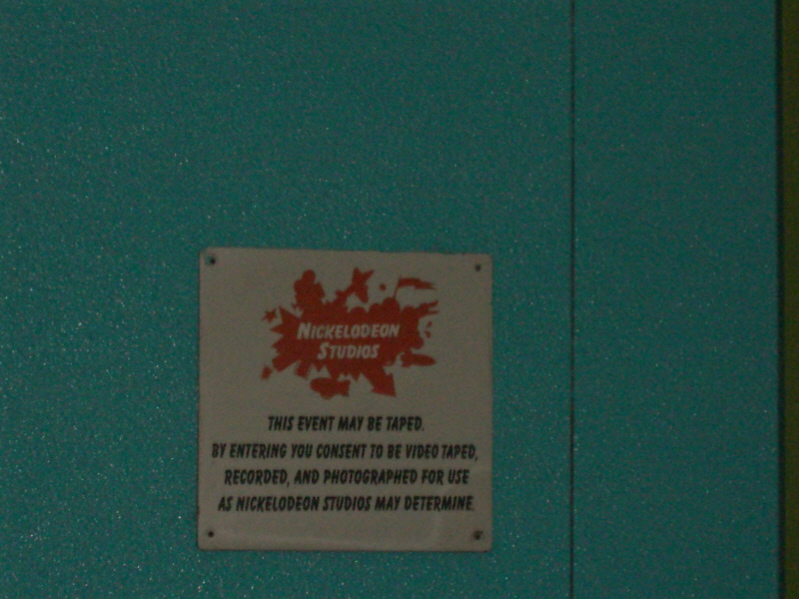 NICKELODEON
STUDIOS
THIS EVENT MAY BE TAPED.
BY ENTERING YOU CONSENT TO BE VIDEO TAPED,
RECORDED, AND PHOTOGRAPHED FOR USE
AS NICKELODEON STUDIOS MAY DETERMINE.